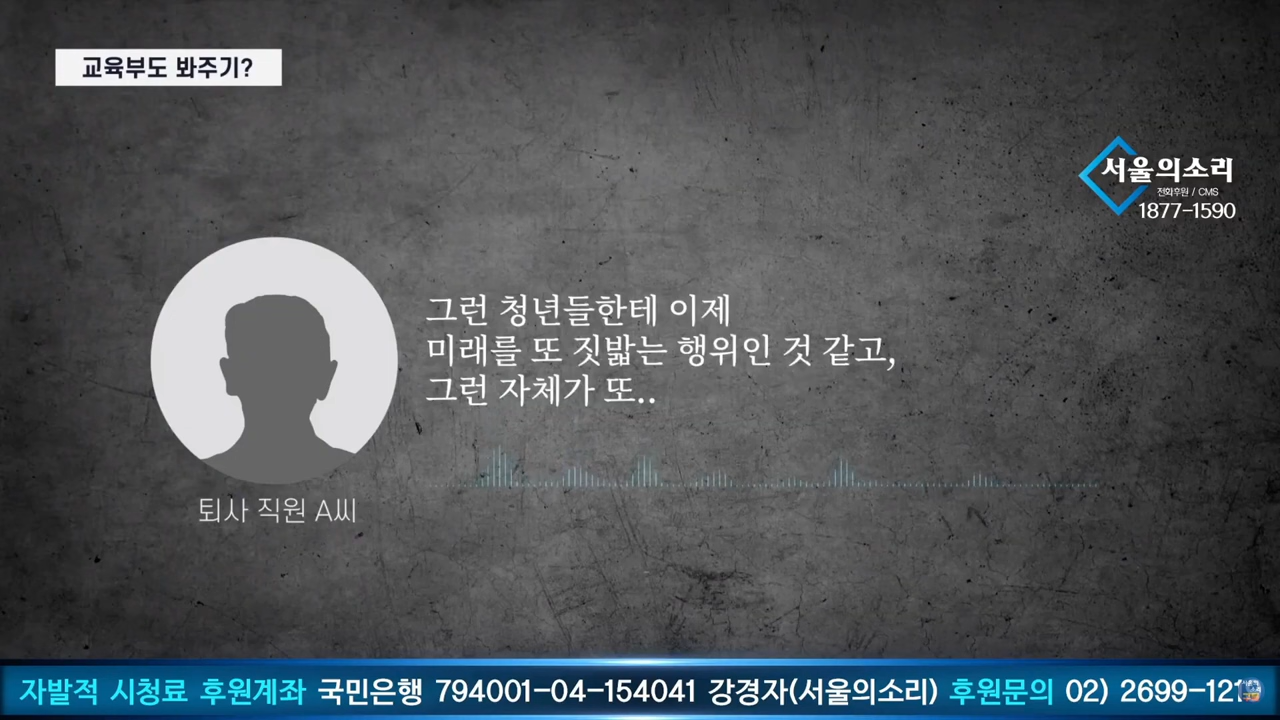 교육부도 봐주기?
서울의소리
전화후원 / CMS
1877-1590
그런 청년들한테 이제
미래를 또 짓밟는 행위인 것 같고,
그런 자체가 또..
퇴사 직원 A씨
자발적 시청료 후원계좌 국민은행 794001-04-154041 강경자(서울의소리) 후원문의 02)